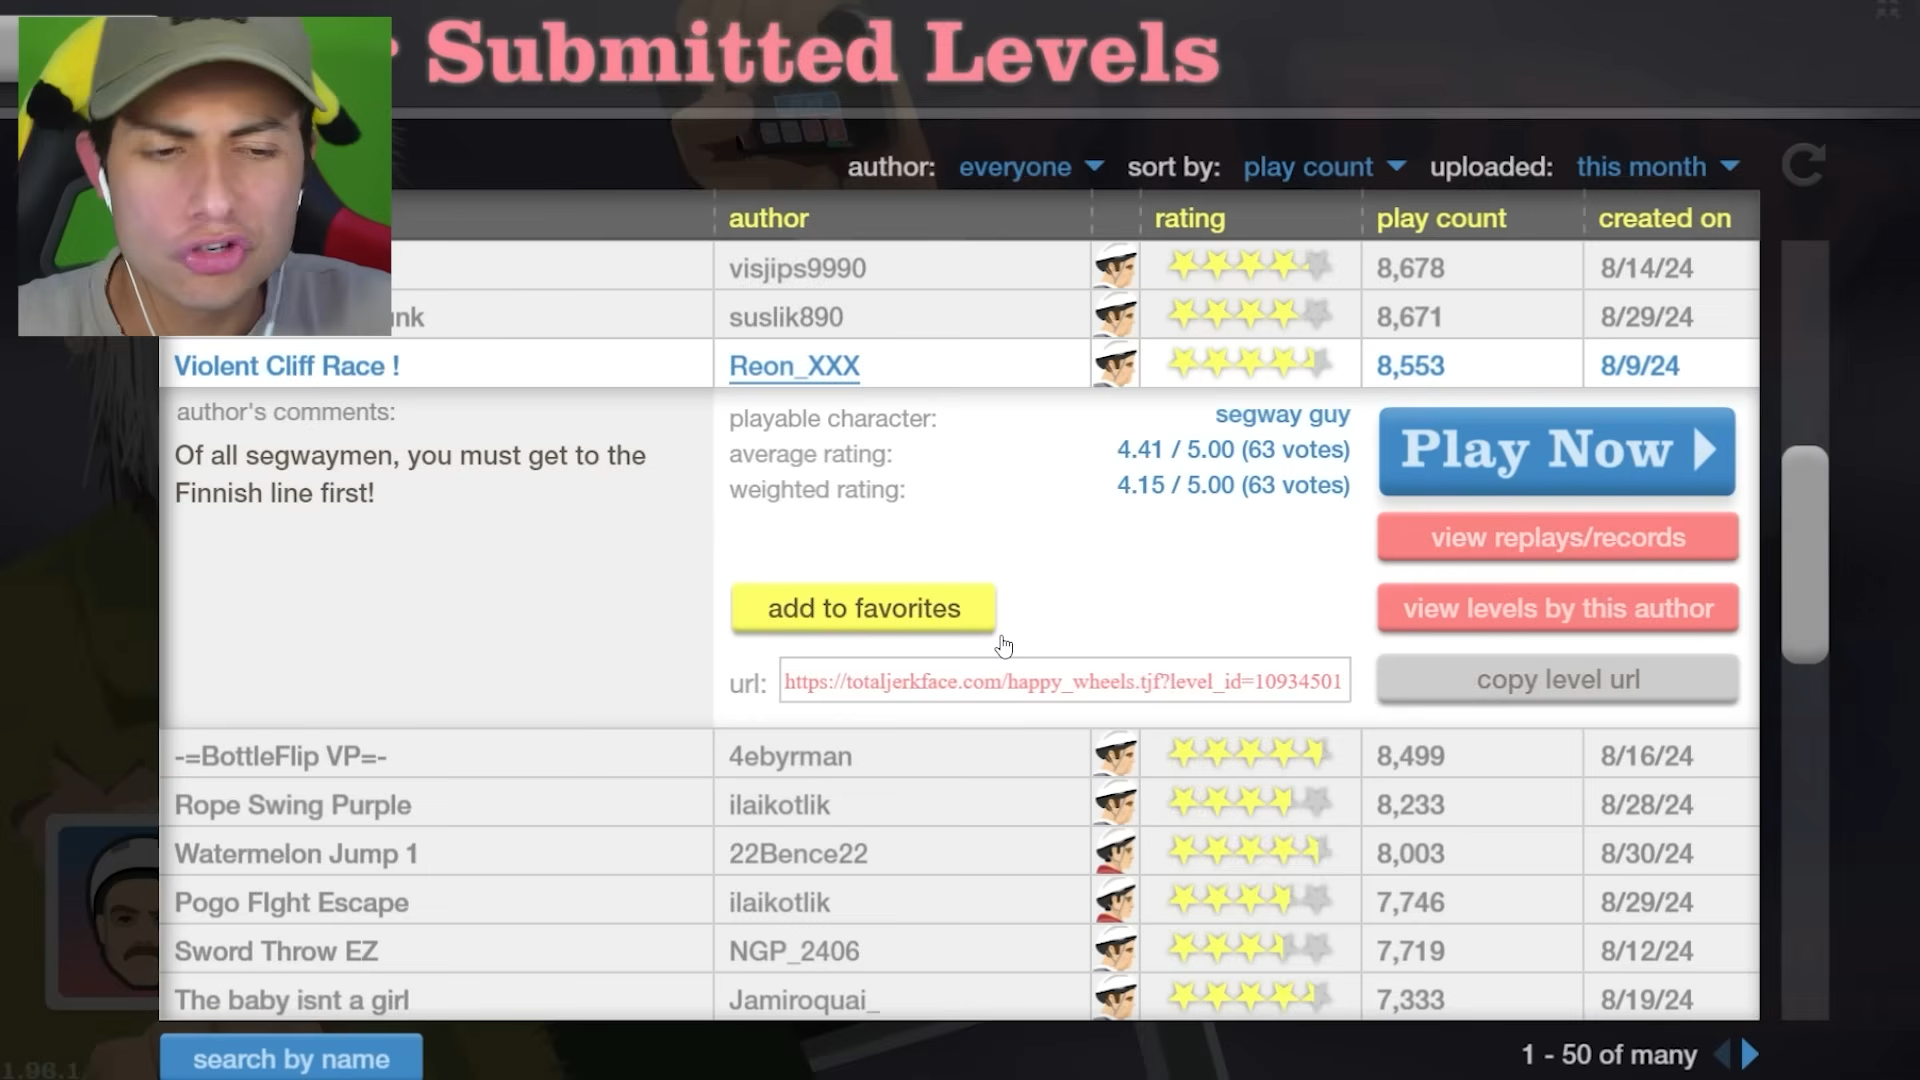 Submitted Levels
author: everyone sort by: play count uploaded: this month
author rating play count created on
visjips9990 8,678 8/14/24
nk suslik890 8,671 8/29/24
Violent Cliff Race ! Reon_XXX 8,553 8/9/24
author's comments:
Of all segwaymen, you must get to the
Finnish line first!
playable character: segway guy
average rating: 4.41 / 5.00 (63 votes)
weighted rating: 4.15 / 5.00 (63 votes)
Play Now
view replays/records
add to favorites
view levels by this author
url: https://totaljerkface.com/happy_wheels.tjf?level_id=10934501
copy level url
-=BottleFlip VP=- 4ebyrman 8,499 8/16/24
Rope Swing Purple ilaikotlik 8,233 8/28/24
Watermelon Jump 1 22Bence22 8,003 8/30/24
Pogo FIght Escape ilaikotlik 7,746 8/29/24
Sword Throw EZ NGP_2406 7,719 8/12/24
The baby isnt a girl Jamiroquai_ 7,333 8/19/24
search by name
1 - 50 of many
1.96.1